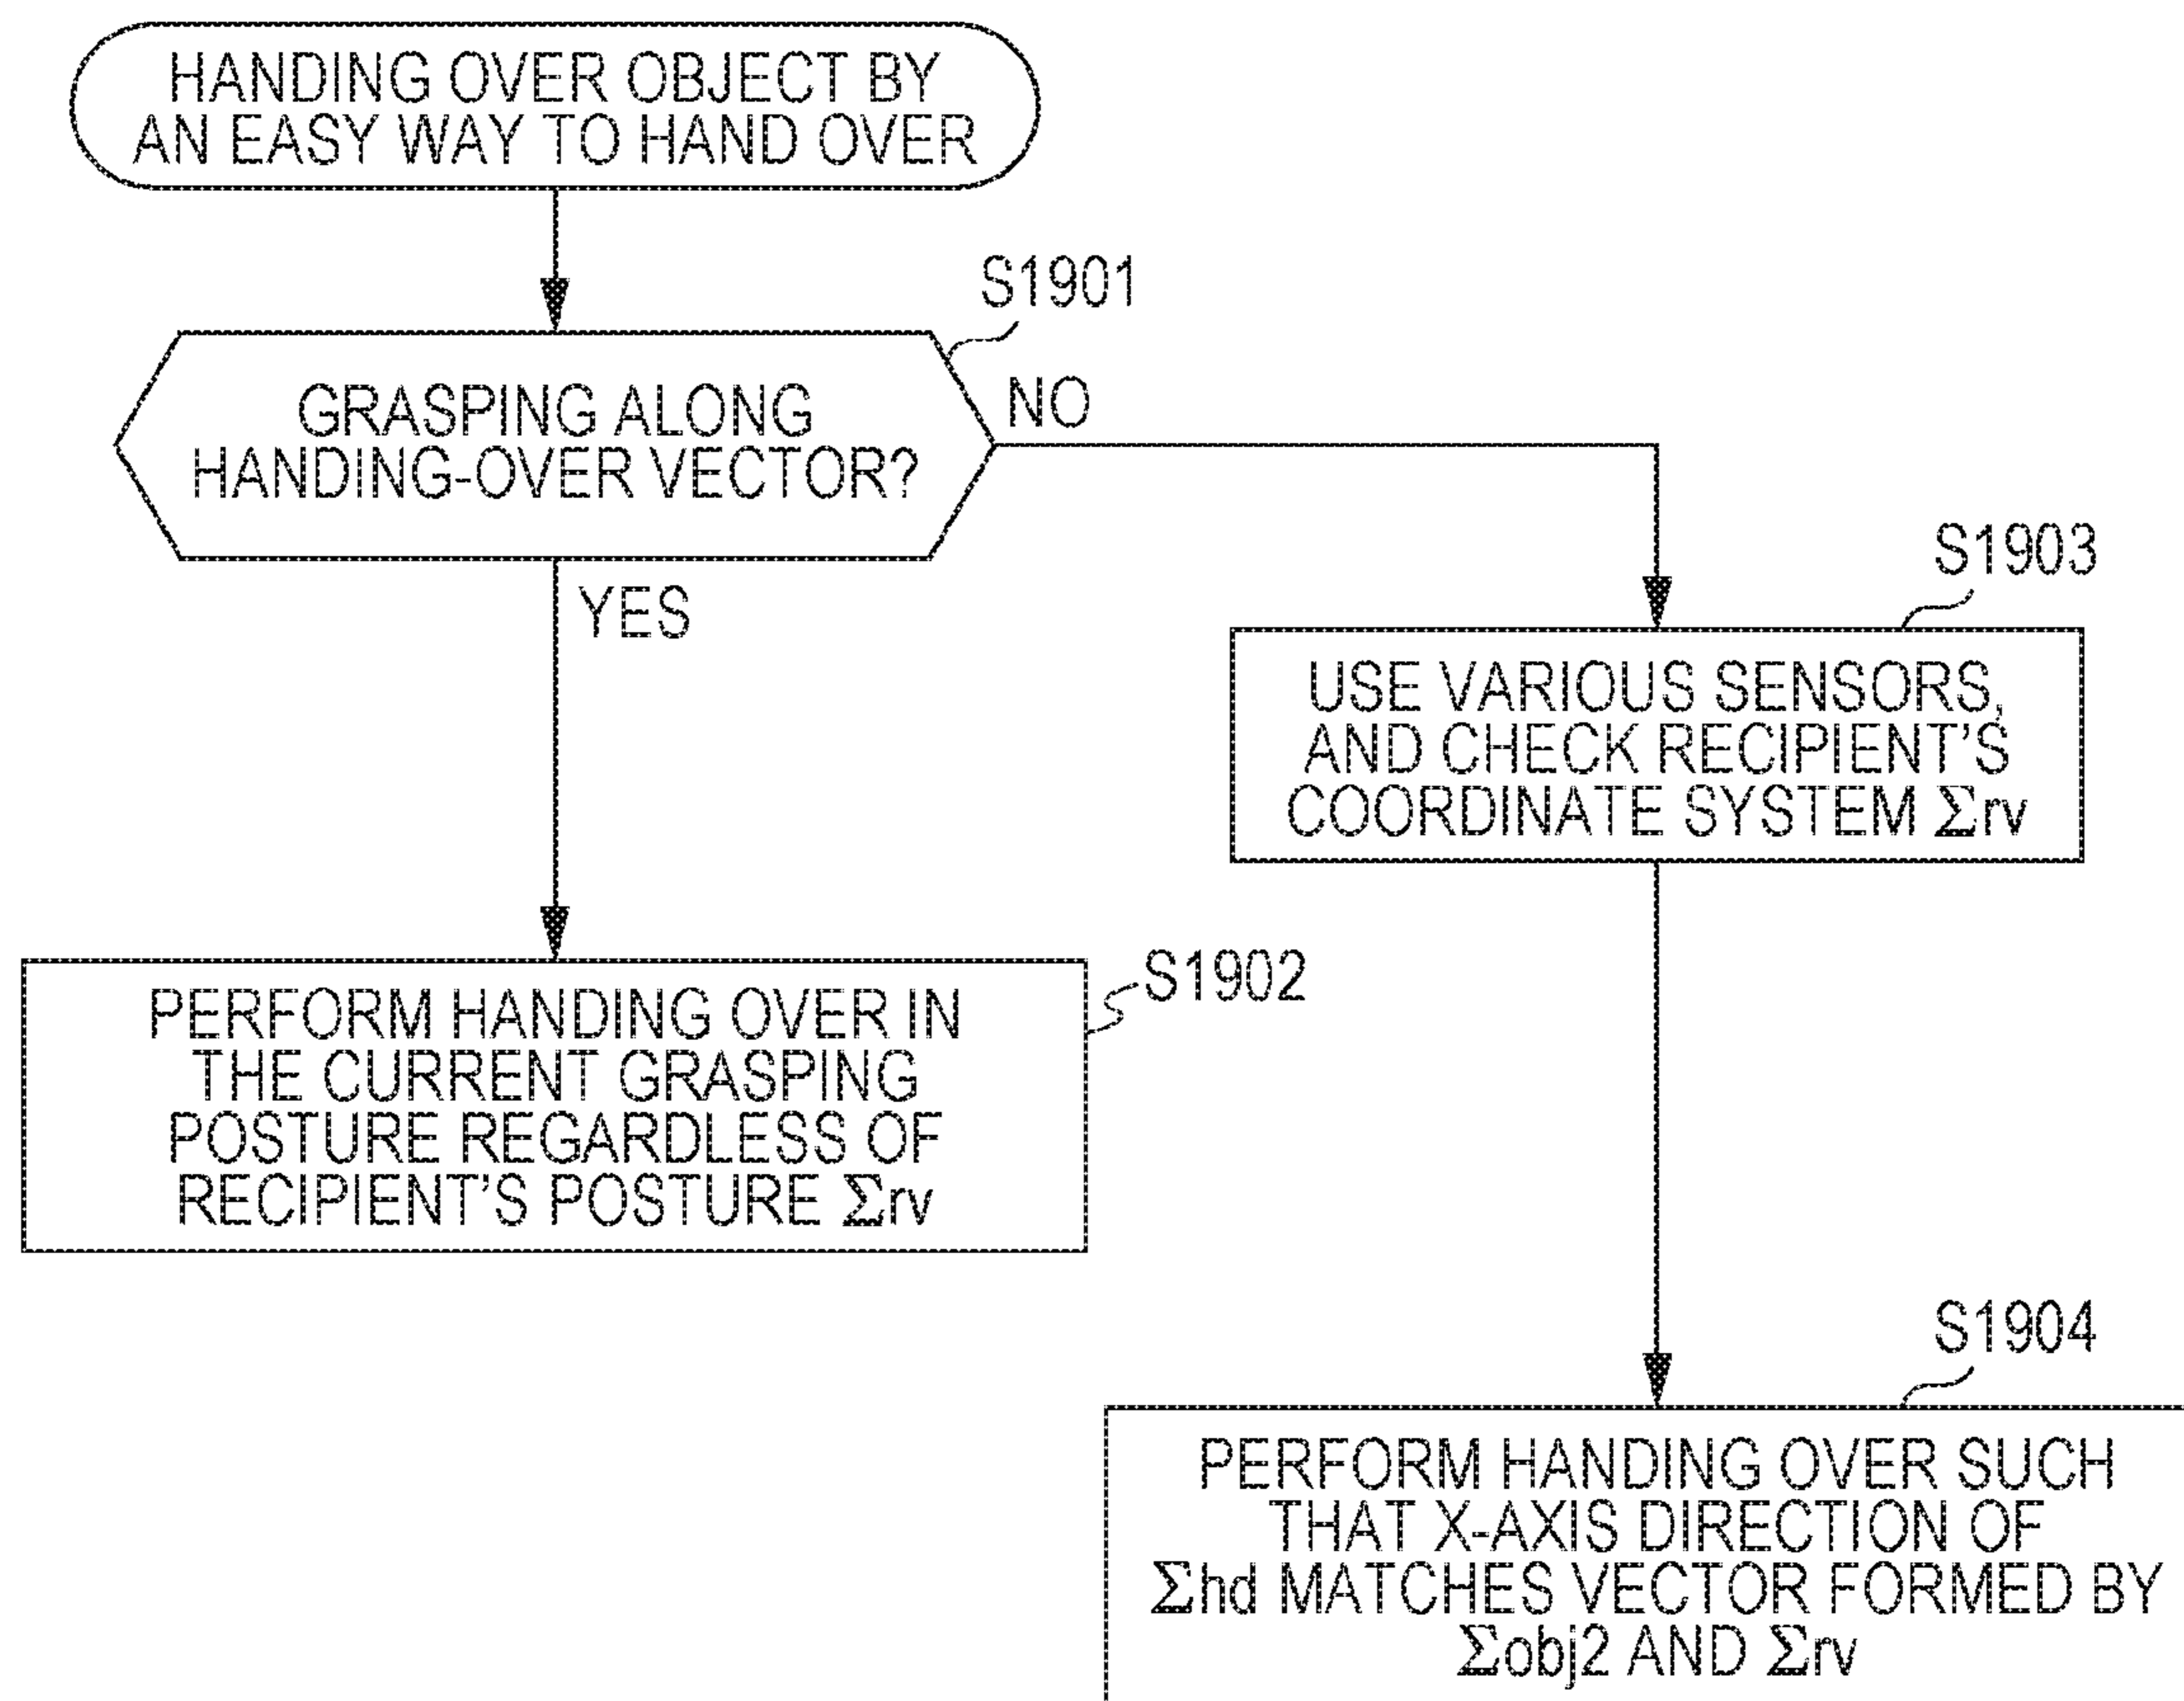 HANDING OVER OBJECT BY
AN EASY WAY TO HAND OVER
S1901
GRASPING ALONG
HANDING-OVER VECTOR?
NO
YES
S1903
USE VARIOUS SENSORS,
AND CHECK RECIPIENT'S
COORDINATE SYSTEM Σrv
S1902
PERFORM HANDING OVER IN
THE CURRENT GRASPING
POSTURE REGARDLESS OF
RECIPIENT'S POSTURE Σrv
S1904
PERFORM HANDING OVER SUCH
THAT X-AXIS DIRECTION OF
Σhd MATCHES VECTOR FORMED BY
Σobj2 AND Σrv